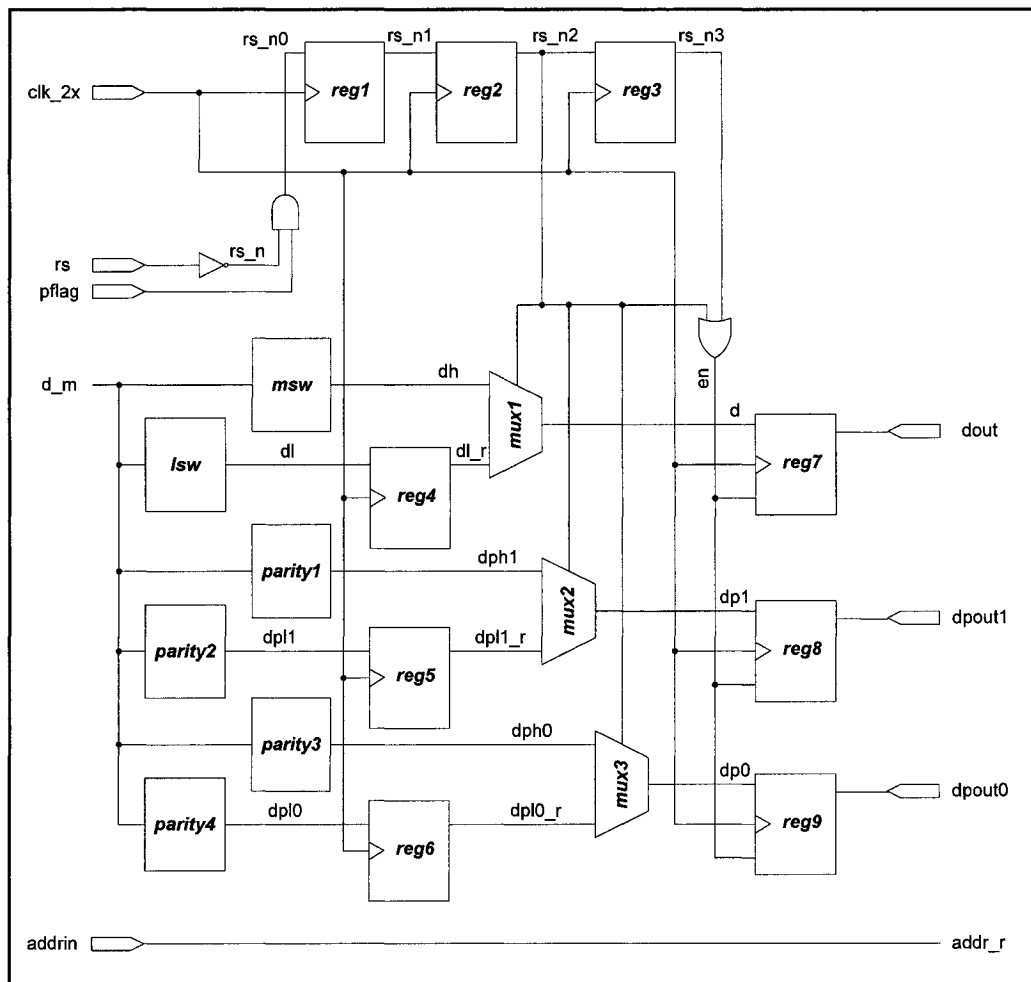 rs_n0
rs_n1
rs_n2
rs_n3
clk_2x
reg1
reg2
reg3
rs
rs_n
pflag
en
d_m
msw
dh
mux1
d
dout
lsw
dl
dl_r
reg4
reg7
parity1
dph1
mux2
dp1
dpout1
parity2
dpl1
dpl1_r
reg5
reg8
parity3
dph0
mux3
dp0
dpout0
parity4
dpl0
dpl0_r
reg6
reg9
addrin
addr_r